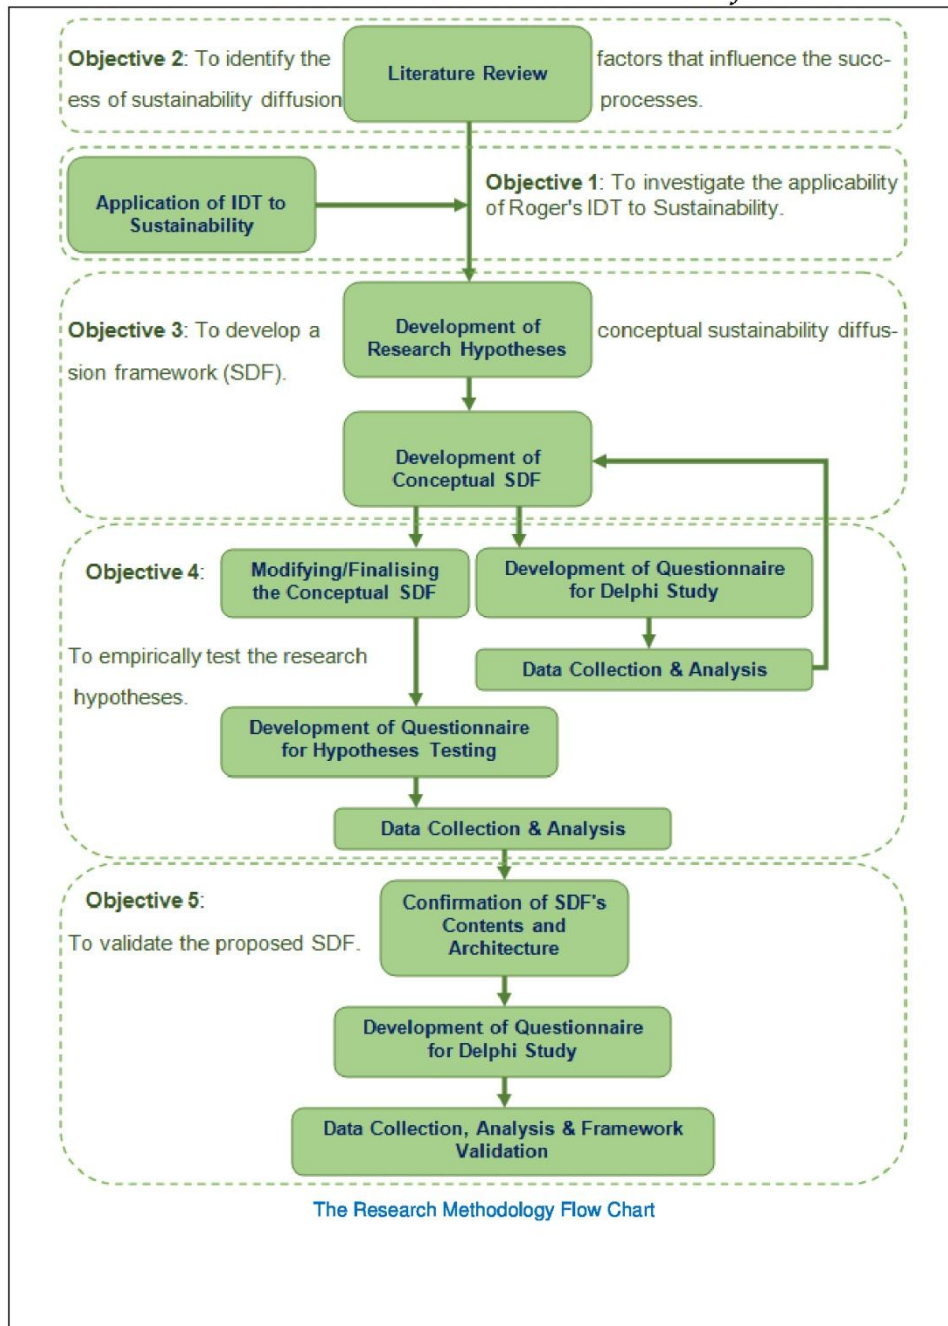 Objective 2: To identify the
Literature Review
factors that influence the succ-
ess of sustainability diffusion
processes.
Application of IDT to
Sustainability
Objective 1: To investigate the applicability
of Roger's IDT to Sustainability.
Objective 3: To develop a
Development of
Research Hypotheses
conceptual sustainability diffus-
sion framework (SDF).
Development of
Conceptual SDF
Objective 4:
Modifying/Finalising
the Conceptual SDF
Development of Questionnaire
for Delphi Study
To empirically test the research
hypotheses.
Data Collection & Analysis
Development of Questionnaire
for Hypotheses Testing
Data Collection & Analysis
Objective 5:
To validate the proposed SDF.
Confirmation of SDF's
Contents and
Architecture
Development of Questionnaire
for Delphi Study
Data Collection, Analysis & Framework
Validation
The Research Methodology Flow Chart